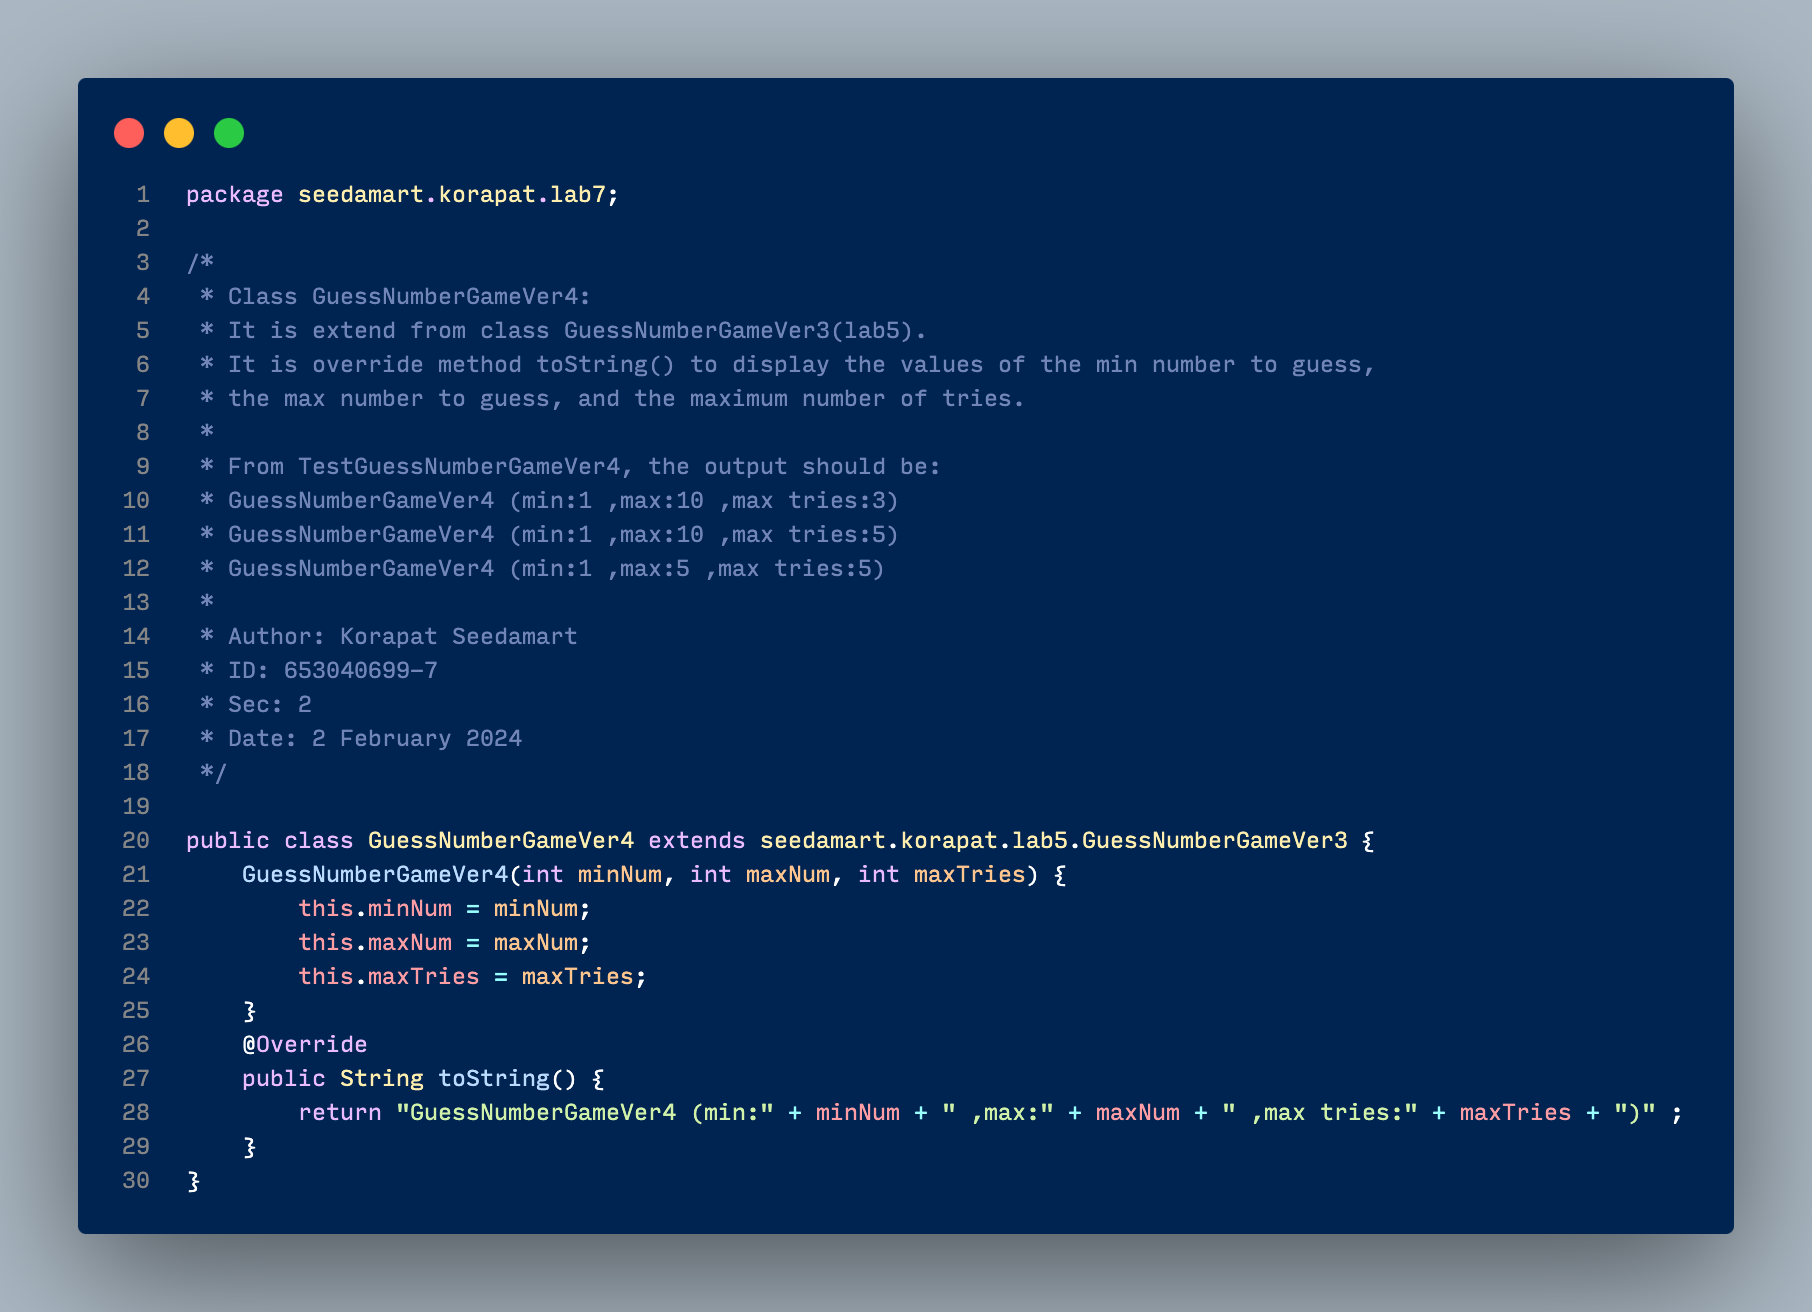 1 package seedamart.korapat.lab7;
2
3 /*
4  * Class GuessNumberGameVer4:
5  * It is extend from class GuessNumberGameVer3(lab5).
6  * It is override method toString() to display the values of the min number to guess,
7  * the max number to guess, and the maximum number of tries.
8  *
9  * From TestGuessNumberGameVer4, the output should be:
10  * GuessNumberGameVer4 (min:1 ,max:10 ,max tries:3)
11  * GuessNumberGameVer4 (min:1 ,max:10 ,max tries:5)
12  * GuessNumberGameVer4 (min:1 ,max:5 ,max tries:5)
13  *
14  * Author: Korapat Seedamart
15  * ID: 653040699-7
16  * Sec: 2
17  * Date: 2 February 2024
18  */
19
20 public class GuessNumberGameVer4 extends seedamart.korapat.lab5.GuessNumberGameVer3 {
21     GuessNumberGameVer4(int minNum, int maxNum, int maxTries) {
22         this.minNum = minNum;
23         this.maxNum = maxNum;
24         this.maxTries = maxTries;
25     }
26     @Override
27     public String toString() {
28         return "GuessNumberGameVer4 (min:" + minNum + " ,max:" + maxNum + " ,max tries:" + maxTries + ")" ;
29     }
30 }